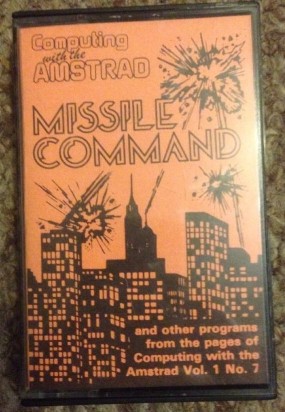 Computing
with the
AMSTRAD
MISSILE
COMMAND
and other programs
from the pages of
Computing with the
Amstrad Vol. 1 No. 7